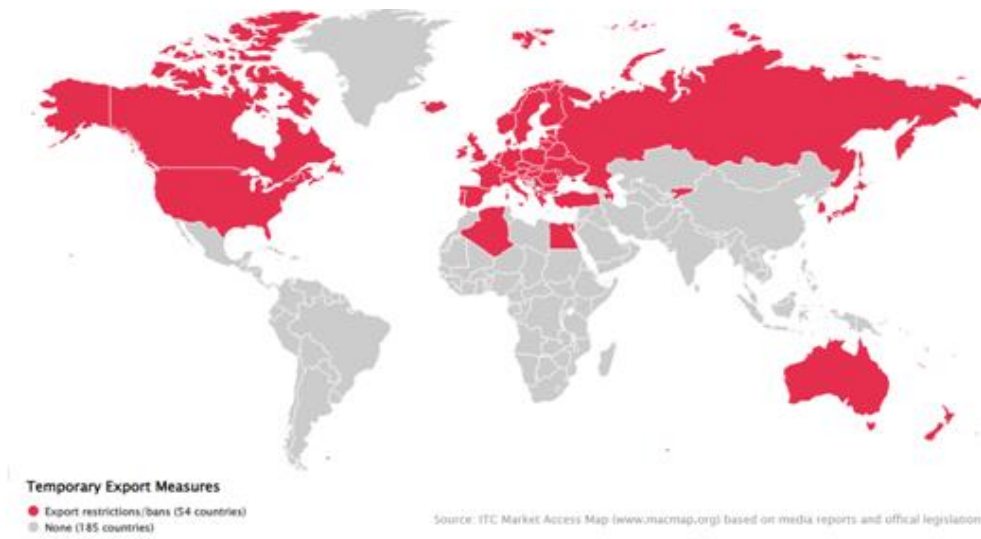 Temporary Export Measures
Export restrictions/bans (54 countries)
None (185 countries)
Source: ITC Market Access Map (www.macmap.org) based on media reports and offical legislation